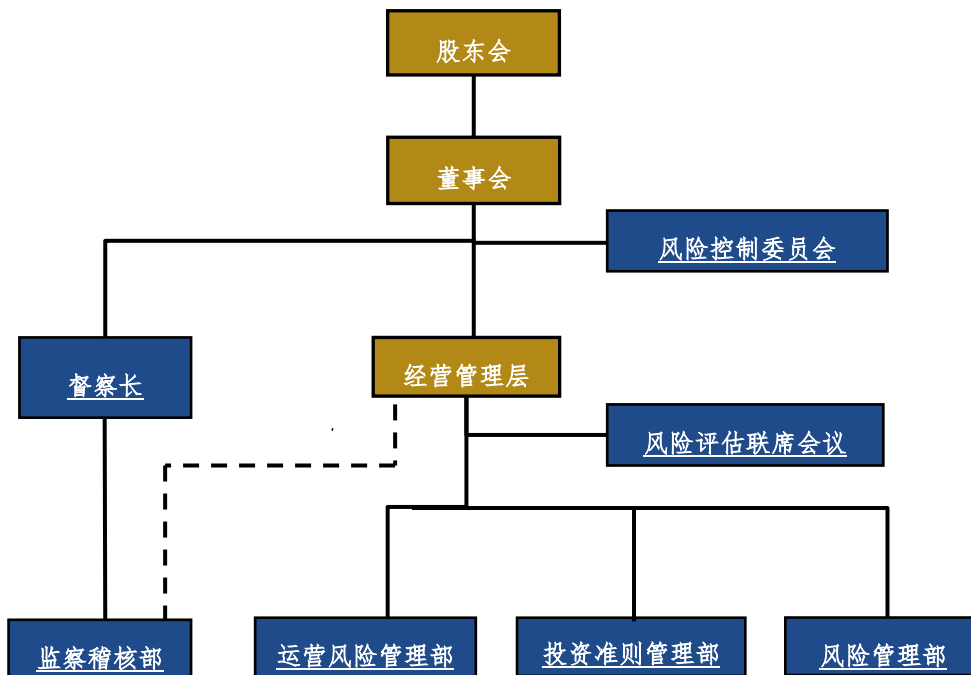 股东会
董事会
风险控制委员会
督察长
经营管理层
风险评估联席会议
监察稽核部
运营风险管理部
投资准则管理部
风险管理部